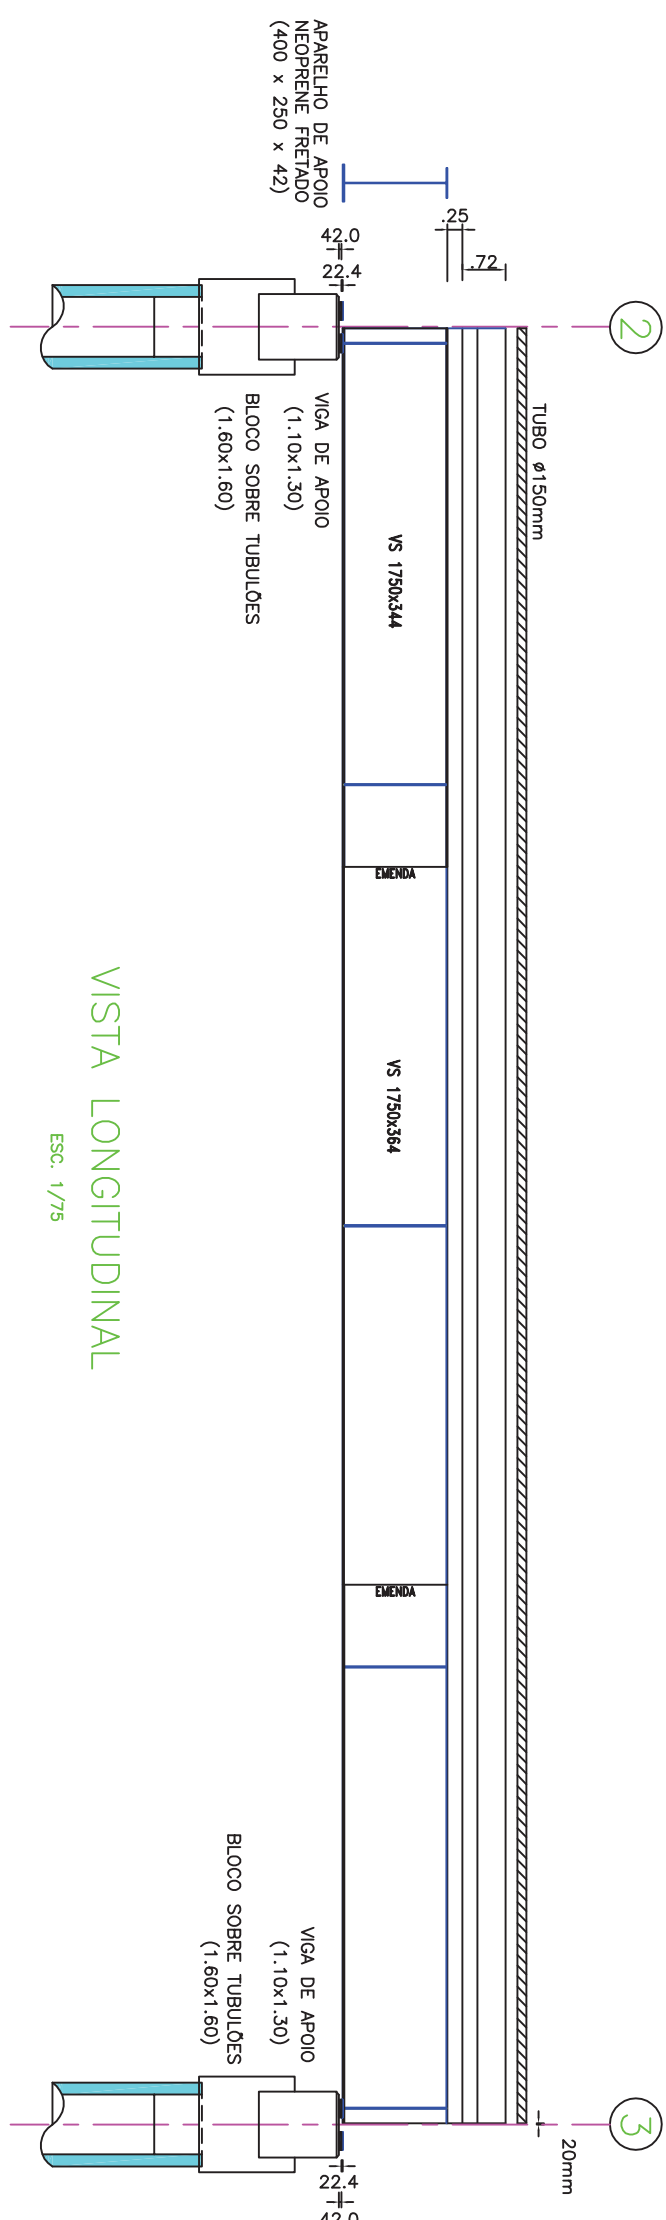 2
TUBO ø150mm
.25
.72
42.0
22.4
APARELHO DE APOIO
NEOPRENE FRETADO
(400 x 250 x 42)
VIGA DE APOIO
(1.10x1.30)
BLOCO SOBRE TUBULÕES
(1.60x1.60)
VS 1750x344
EMENDA
VS 1750x364
EMENDA
VISTA LONGITUDINAL
ESC. 1/75
VIGA DE APOIO
(1.10x1.30)
BLOCO SOBRE TUBULÕES
(1.60x1.60)
3
20mm
22.4
42.0